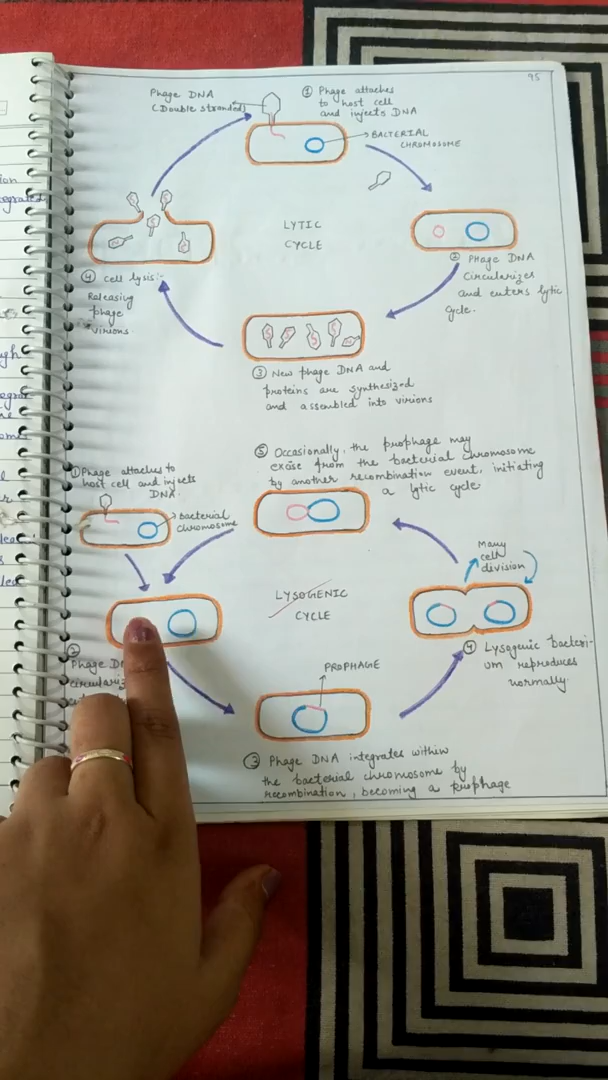 95
Phage DNA
(Double stranded)
① Phage attaches
to host cell
and injects DNA
BACTERIAL
CHROMOSOME
LYTIC
CYCLE
② Phage DNA
Circularizes
and enters lytic
cycle.
③ New phage DNA and
proteins are synthesized
and assembled into virions
④ Cell lysis:-
Releasing
phage
virions.
① Phage attaches to
host cell and injects
DNA.
Bacterial
chromosome
⑤ Occasionally, the prophage may
excise from the bacterial chromosome
by another recombination event, initiating
a lytic cycle.
Many
cell
division
LYSOGENIC
CYCLE
②
Phage
circulari
④ Lysogenic bacteri-
um reproduces
normally.
PROPHAGE
③ Phage DNA integrates within
the bacterial chromosome by
recombination, becoming a prophage